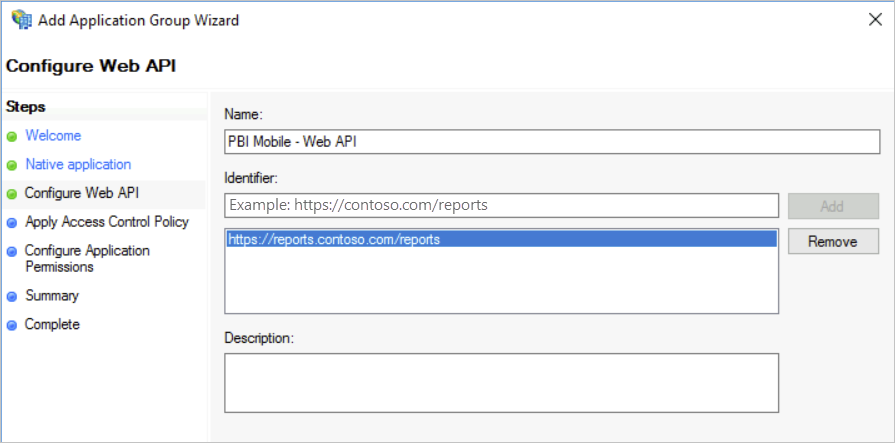 Add Application Group Wizard
Configure Web API
Steps
Welcome
Native application
Configure Web API
Apply Access Control Policy
Configure Application
Permissions
Summary
Complete
Name:
PBI Mobile - Web API
Identifier:
Example: https://contoso.com/reports
Add
https://reports.contoso.com/reports
Remove
Description: